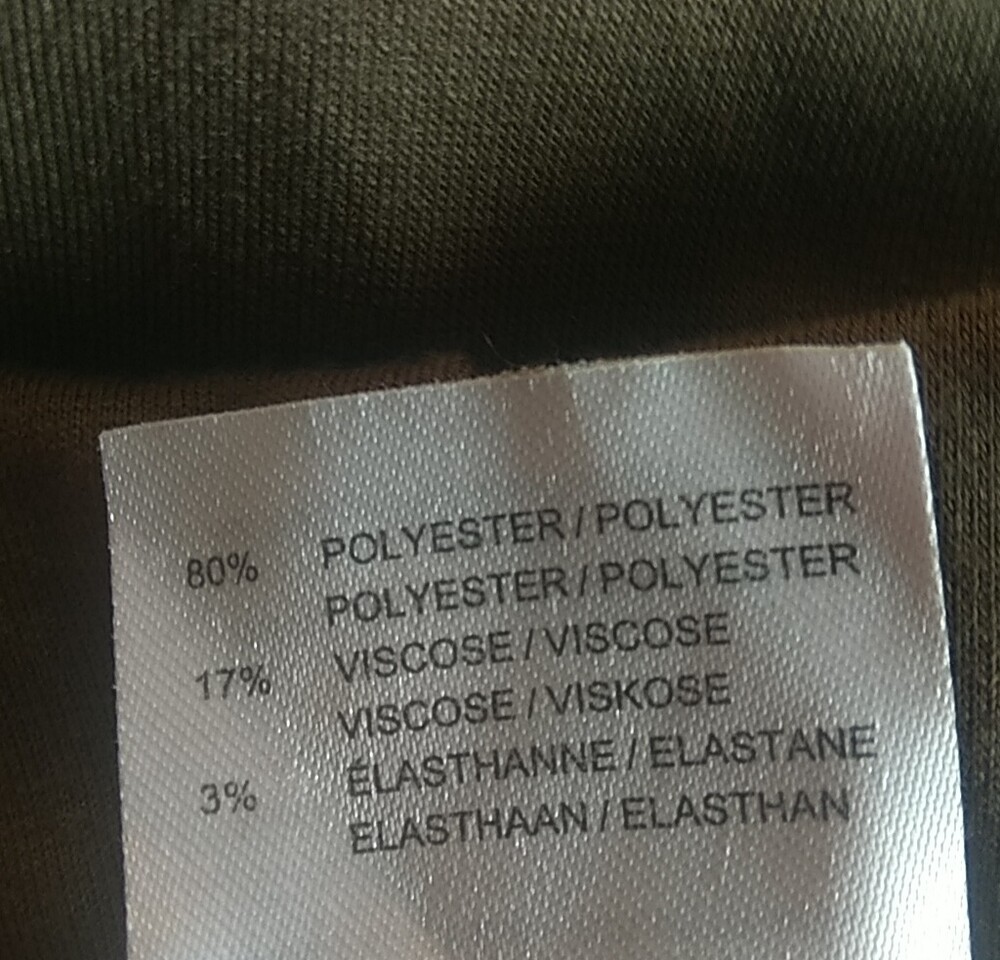 80% POLYESTER / POLYESTER
POLYESTER / POLYESTER
17% VISCOSE / VISCOSE
VISCOSE / VISKOSE
3% ÉLASTHANNE / ELASTANE
ELASTHAAN / ELASTHAN